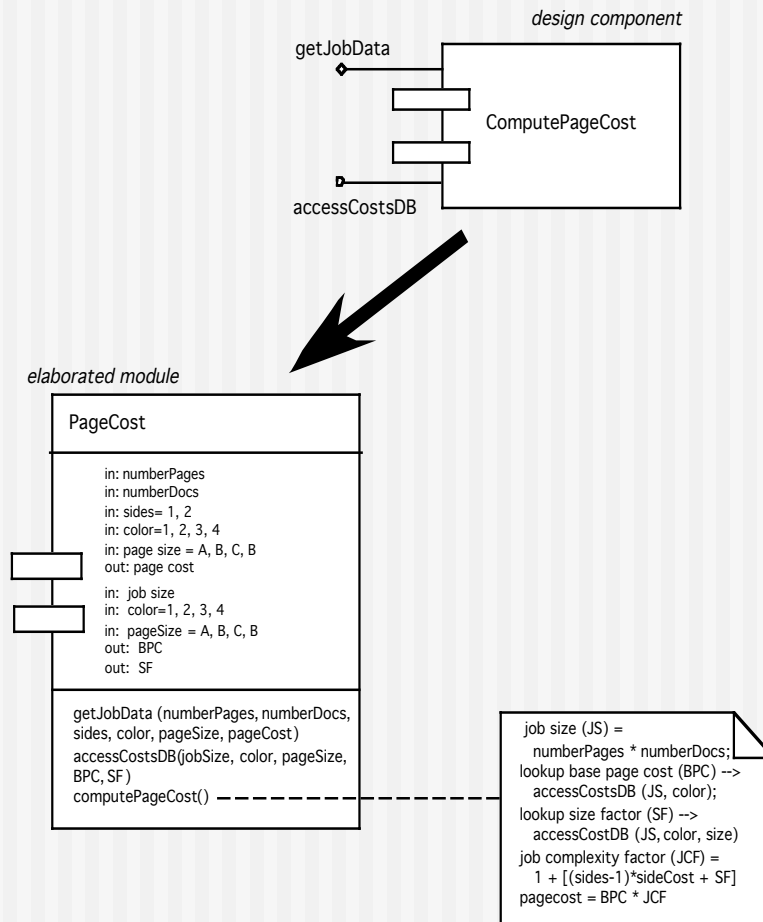 design component
getJobData
ComputePageCost
accessCostsDB
elaborated module
PageCost
in: numberPages
in: numberDocs
in: sides= 1, 2
in: color=1, 2, 3, 4
in: page size = A, B, C, B
out: page cost
in: job size
in: color=1, 2, 3, 4
in: pageSize = A, B, C, B
out: BPC
out: SF
getJobData (numberPages, numberDocs,
sides, color, pageSize, pageCost)
accessCostsDB(jobSize, color, pageSize,
BPC, SF)
computePageCost()
job size (JS) =
numberPages * numberDocs;
lookup base page cost (BPC) -->
accessCostsDB (JS, color);
lookup size factor (SF) -->
accessCostDB (JS, color, size)
job complexity factor (JCF) =
1 + [(sides-1)*sideCost + SF]
pagecost = BPC * JCF